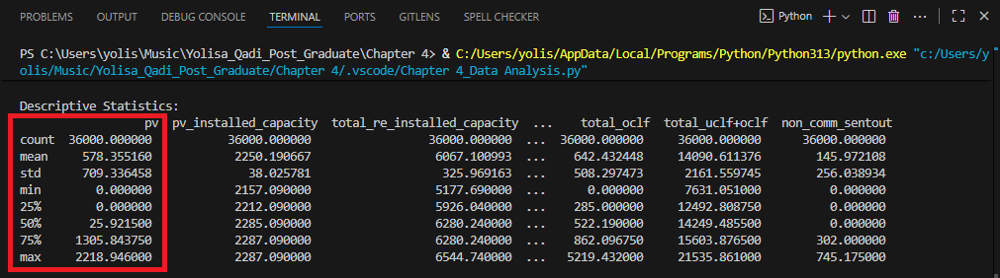 PROBLEMS OUTPUT DEBUG CONSOLE TERMINAL PORTS GITLENS SPELL CHECKER Python
PS C:\Users\yolis\Music\Yolisa_Qadi_Post_Graduate\Chapter 4> & C:/Users/yolis/AppData/Local/Programs/Python/Python313/python.exe "c:/Users/y
olis/Music/Yolisa_Qadi_Post_Graduate/Chapter 4/.vscode/Chapter 4_Data Analysis.py"
Descriptive Statistics:
pv pv_installed_capacity total_re_installed_capacity ... total_oclf total_uclf+oclf non_comm_sentout
count 36000.000000 36000.000000 36000.000000 ... 36000.000000 36000.000000 36000.000000
mean 578.355160 2250.190667 6067.100993 ... 642.432448 14090.611376 145.972108
std 709.336458 38.025781 325.969163 ... 508.297473 2161.559745 256.038934
min 0.000000 2157.090000 5177.690000 ... 0.000000 7631.051000 0.000000
25% 0.000000 2212.090000 5926.040000 ... 285.000000 12492.808750 0.000000
50% 25.921500 2285.090000 6280.240000 ... 522.190000 14249.485500 0.000000
75% 1305.843750 2287.090000 6280.240000 ... 862.096750 15603.876500 302.000000
max 2218.946000 2287.090000 6544.740000 ... 5219.432000 21535.861000 745.175000